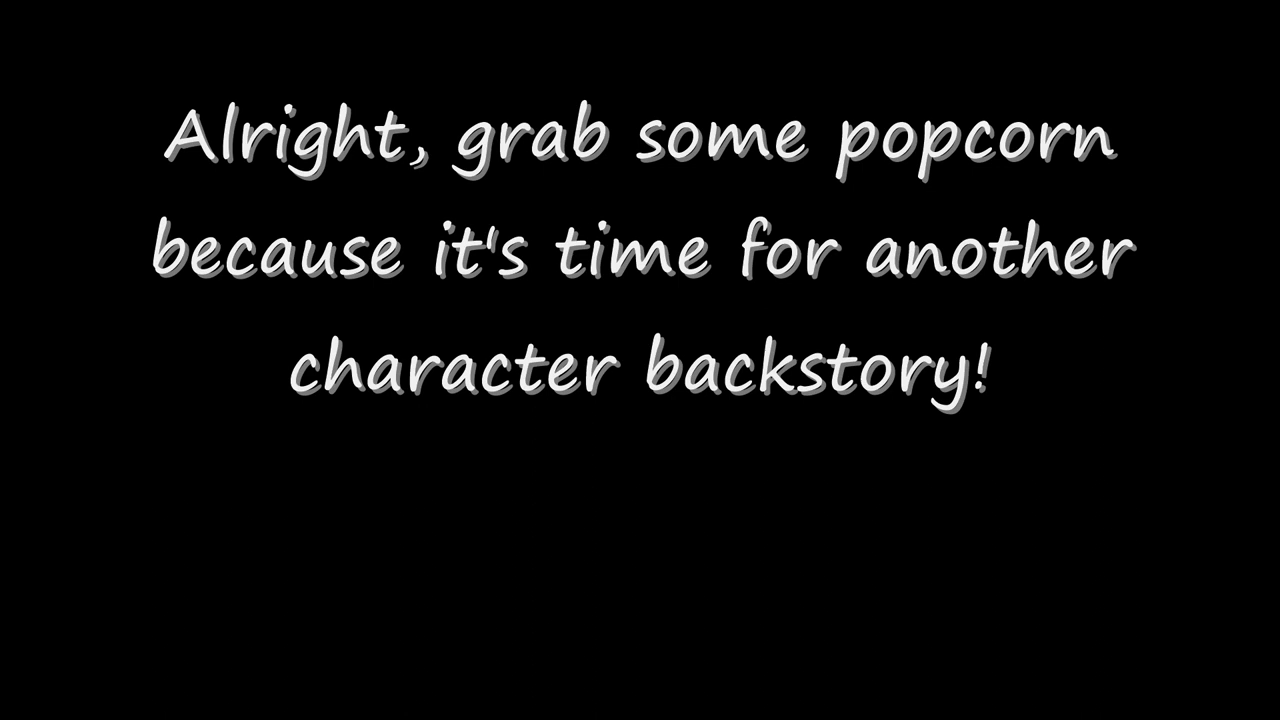 Alright, grab some popcorn
because it's time for another
character backstory!